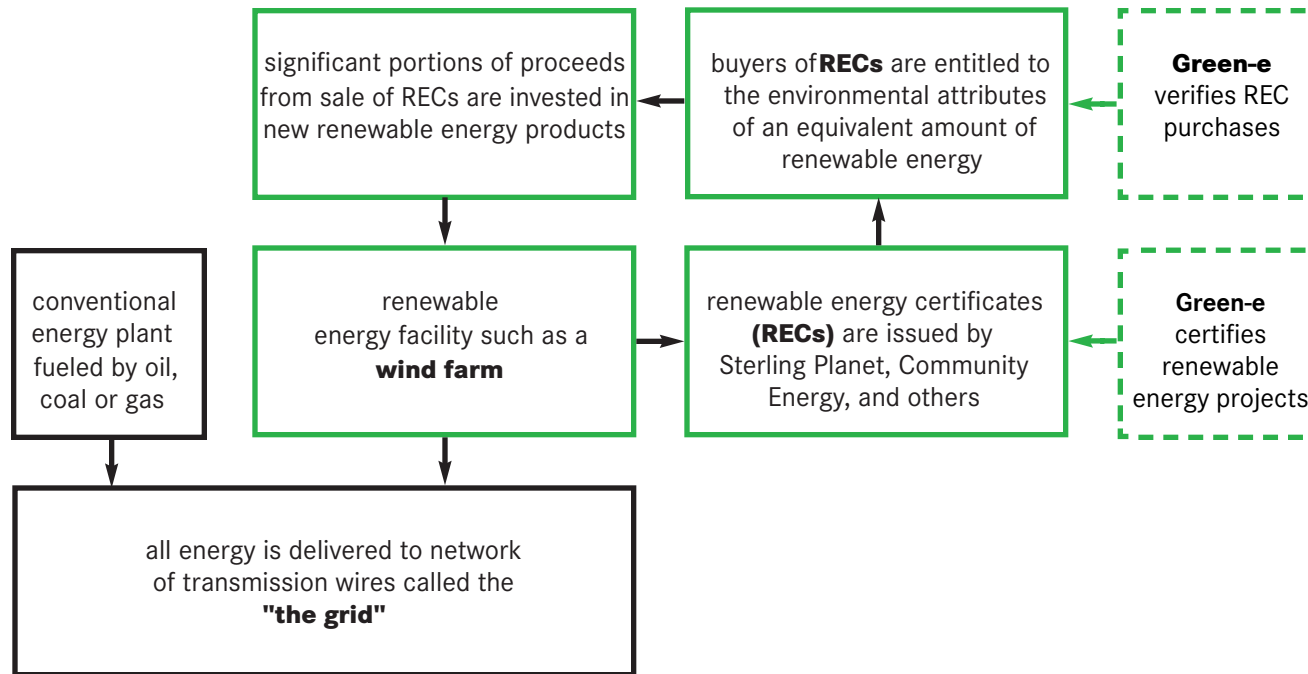 significant portions of proceeds
from sale of RECs are invested in
new renewable energy products
buyers of RECs are entitled to
the environmental attributes
of an equivalent amount of
renewable energy
Green-e
verifies REC
purchases
conventional
energy plant
fueled by oil,
coal or gas
renewable
energy facility such as a
wind farm
renewable energy certificates
(RECs) are issued by
Sterling Planet, Community
Energy, and others
Green-e
certifies
renewable
energy projects
all energy is delivered to network
of transmission wires called the
"the grid"